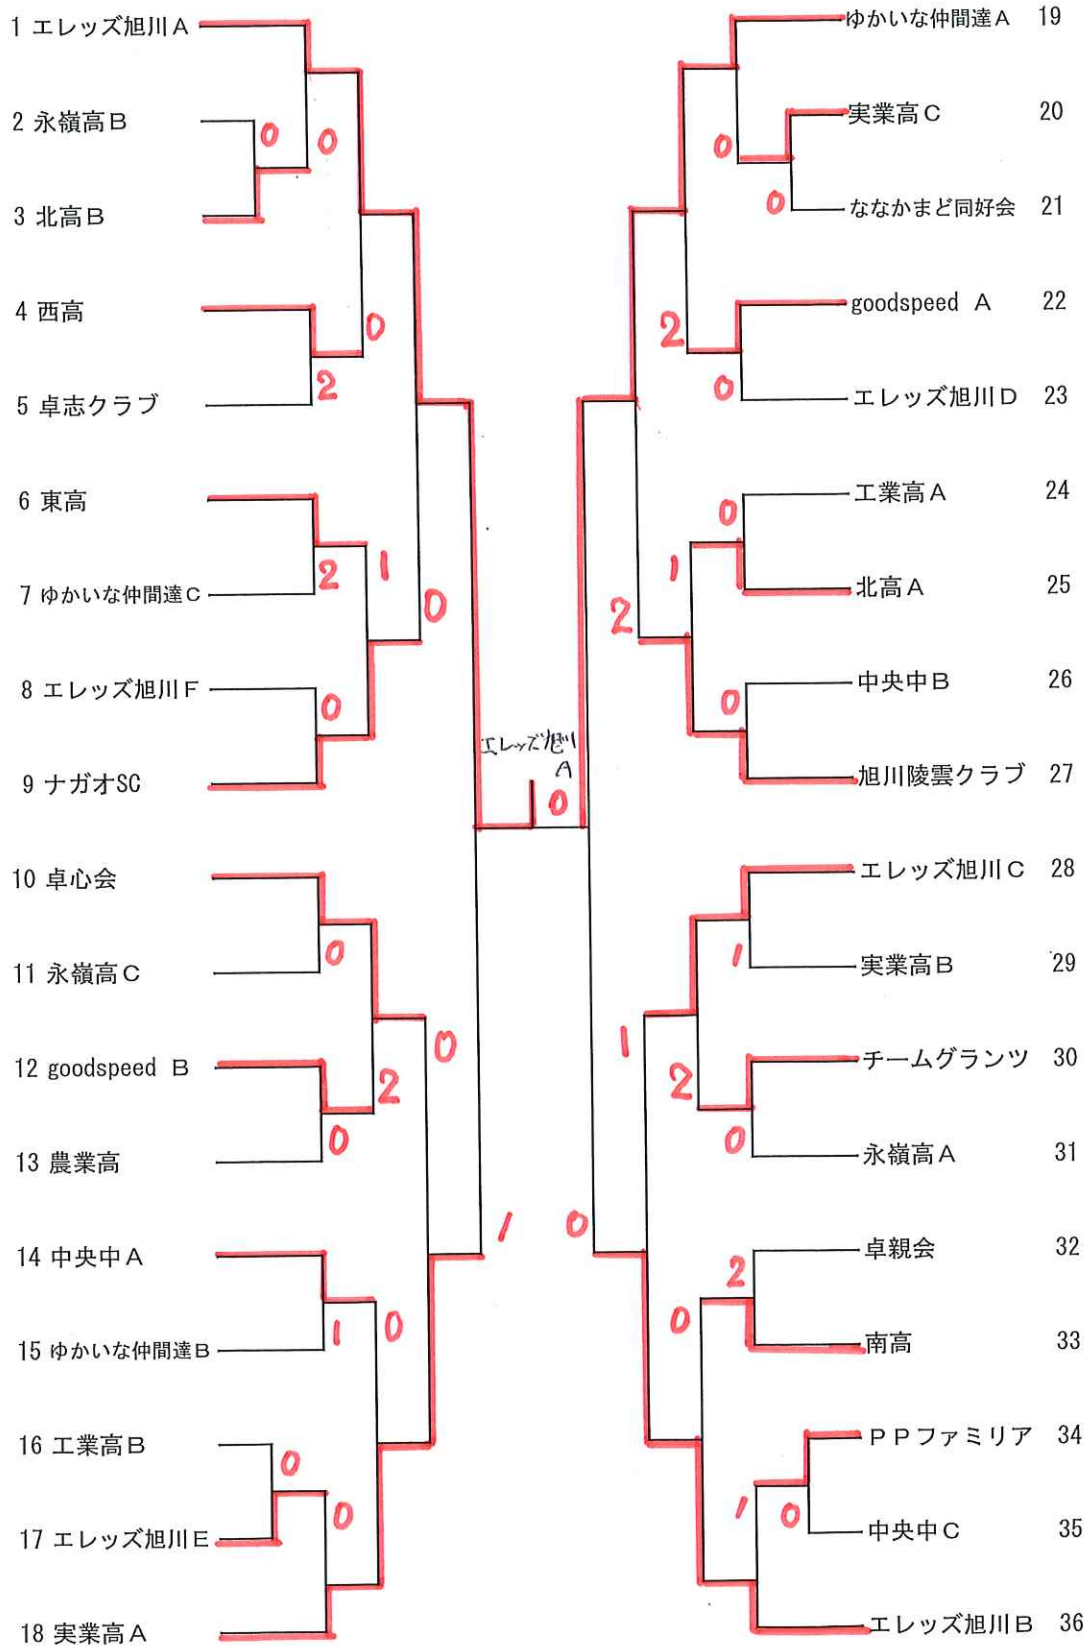 1 エレッズ旭川A
2 永嶺高B
0
0
3 北高B
4 西高
0
2
5 卓志クラブ
6 東高
2
1
0
7 ゆかいな仲間達C
8 エレッズ旭川F
0
9 ナガオSC
10 卓心会
0
11 永嶺高C
0
12 goodspeed B
2
0
13 農業高
1
14 中央中A
1
0
15 ゆかいな仲間達B
16 工業高B
0
0
17 エレッズ旭川E
18 実業高A
エレッズ旭川
A
0
ゆかいな仲間達A 19
実業高C 20
0
0
ななかまど同好会 21
goodspeed A 22
2
0
エレッズ旭川D 23
工業高A 24
0
1
北高A 25
2
中央中B 26
0
旭川陵雲クラブ 27
エレッズ旭川C 28
1
実業高B 29
1
チームグランツ 30
2
0
永嶺高A 31
0
卓親会 32
2
0
南高 33
PPファミリア 34
1
0
中央中C 35
エレッズ旭川B 36